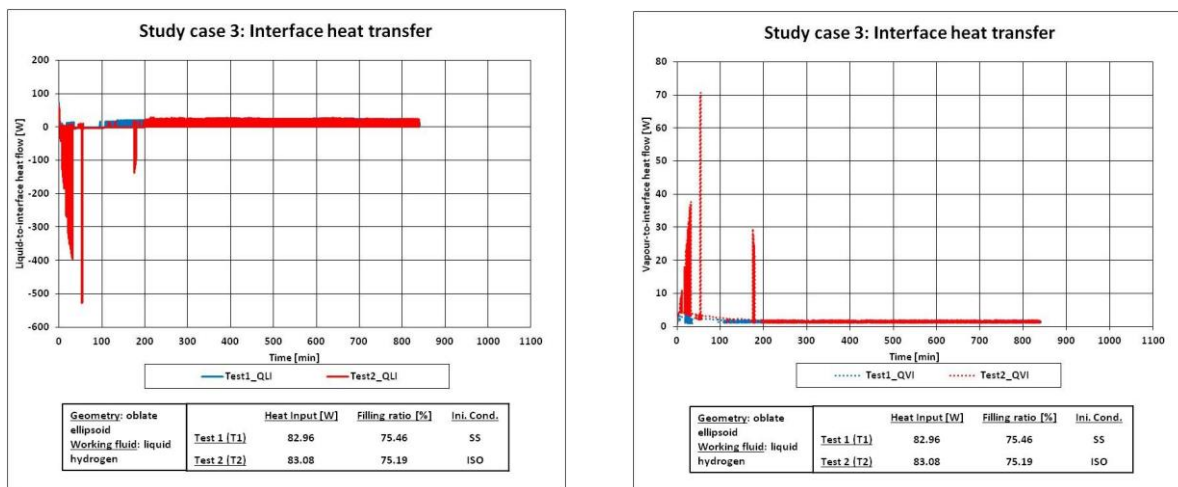 Study case 3: Interface heat transfer
Liquid-to-interface heat flow [W]
200
100
0
-100
-200
-300
-400
-500
-600
0 100 200 300 400 500 600 700 800 900 1000 1100
Time [min]
Test1_QLI Test2_QLI
Geometry: oblate ellipsoid
Working fluid: liquid hydrogen
Heat Input [W] Filling ratio [%] Ini. Cond.
Test 1 (T1) 82.96 75.46 SS
Test 2 (T2) 83.08 75.19 ISO
Study case 3: Interface heat transfer
Vapour-to-interface heat flow [W]
80
70
60
50
40
30
20
10
0
0 100 200 300 400 500 600 700 800 900 1000 1100
Time [min]
Test1_QVI Test2_QVI
Geometry: oblate ellipsoid
Working fluid: liquid hydrogen
Heat Input [W] Filling ratio [%] Ini. Cond.
Test 1 (T1) 82.96 75.46 SS
Test 2 (T2) 83.08 75.19 ISO